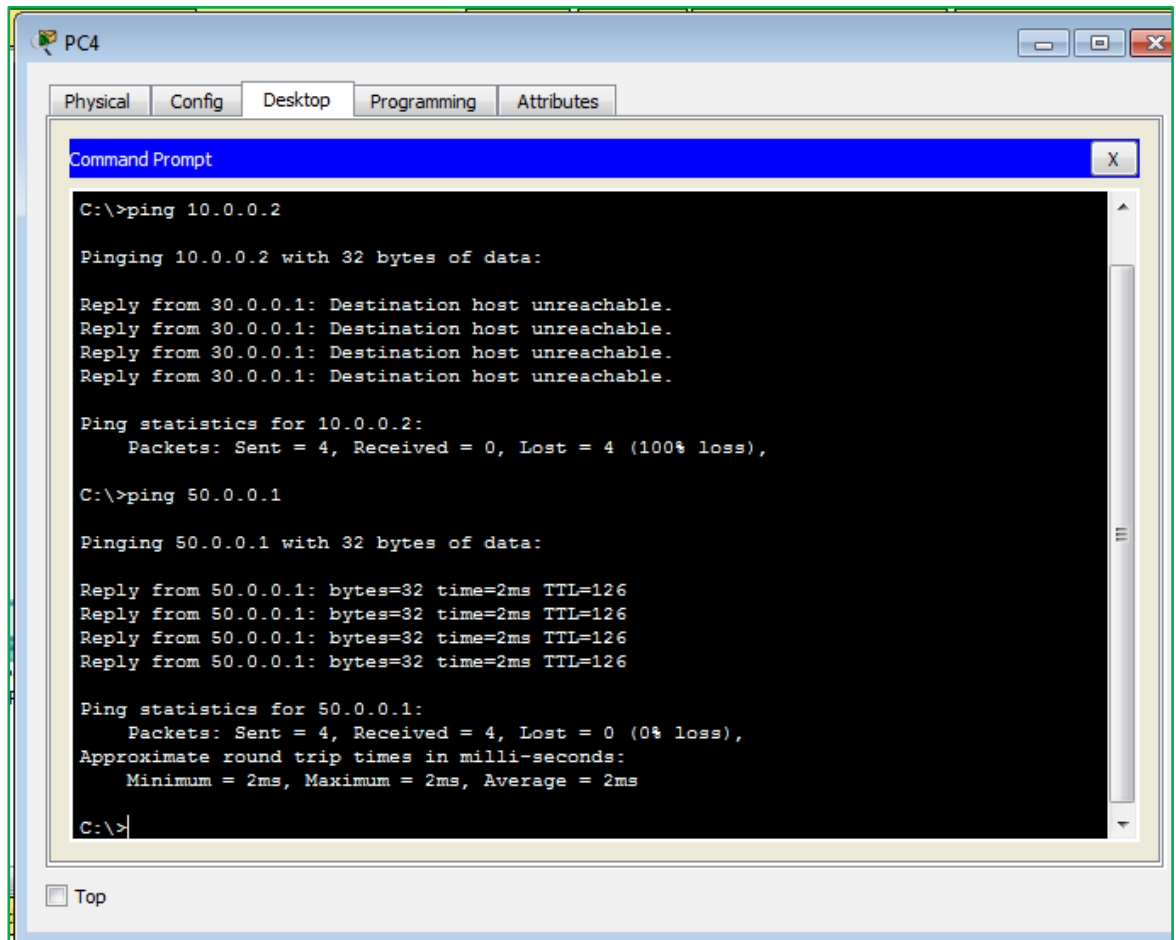 PC4
Physical Config Desktop Programming Attributes
Command Prompt
X
C:\>ping 10.0.0.2
Pinging 10.0.0.2 with 32 bytes of data:
Reply from 30.0.0.1: Destination host unreachable.
Reply from 30.0.0.1: Destination host unreachable.
Reply from 30.0.0.1: Destination host unreachable.
Reply from 30.0.0.1: Destination host unreachable.
Ping statistics for 10.0.0.2:
Packets: Sent = 4, Received = 0, Lost = 4 (100% loss),
C:\>ping 50.0.0.1
Pinging 50.0.0.1 with 32 bytes of data:
Reply from 50.0.0.1: bytes=32 time=2ms TTL=126
Reply from 50.0.0.1: bytes=32 time=2ms TTL=126
Reply from 50.0.0.1: bytes=32 time=2ms TTL=126
Reply from 50.0.0.1: bytes=32 time=2ms TTL=126
Ping statistics for 50.0.0.1:
Packets: Sent = 4, Received = 4, Lost = 0 (0% loss),
Approximate round trip times in milli-seconds:
Minimum = 2ms, Maximum = 2ms, Average = 2ms
C:\>
Top